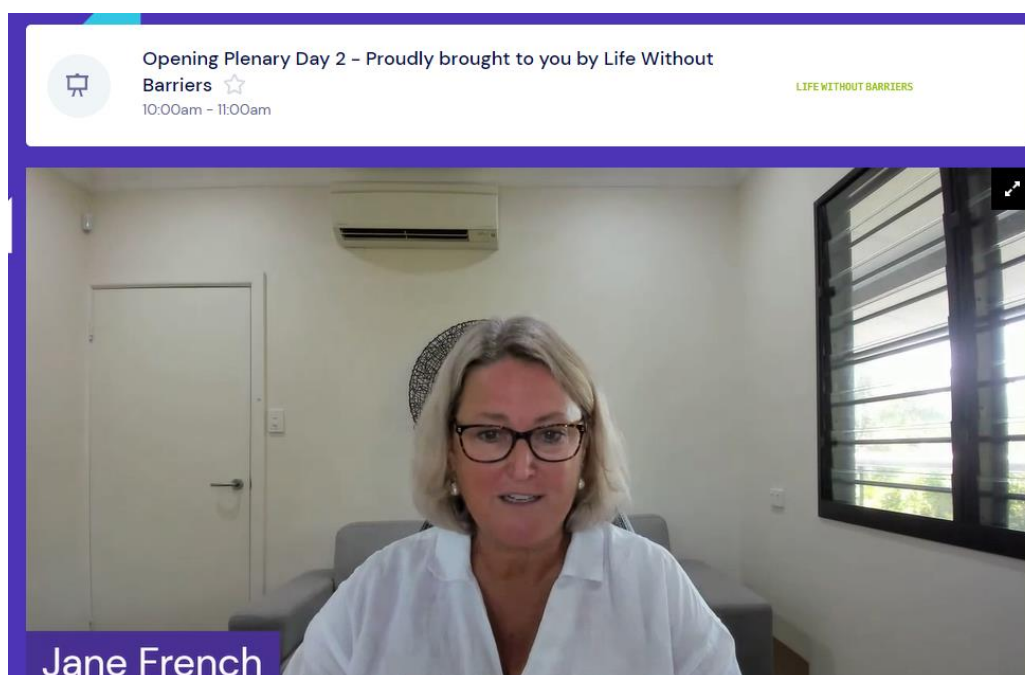 Opening Plenary Day 2 - Proudly brought to you by Life Without
Barriers
10:00am - 11:00am
LIFE WITHOUT BARRIERS
Jane French